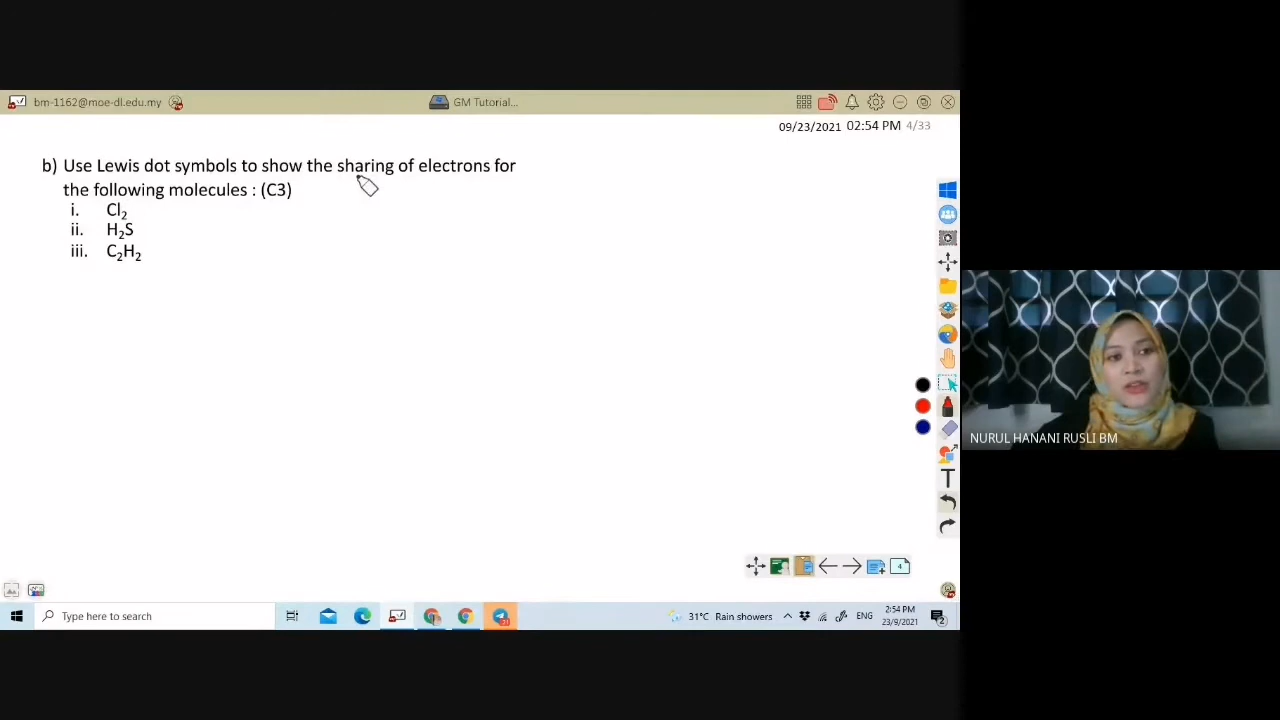 bm-1162@moe-dl.edu.my
GM Tutorial...
09/23/2021 02:54 PM 4/33
b) Use Lewis dot symbols to show the sharing of electrons for
the following molecules : (C3)
i. Cl₂
ii. H₂S
iii. C₂H₂
T
NURUL HANANI RUSLI BM
4
Type here to search
31°C Rain showers
ENG
2:54 PM
23/9/2021
2